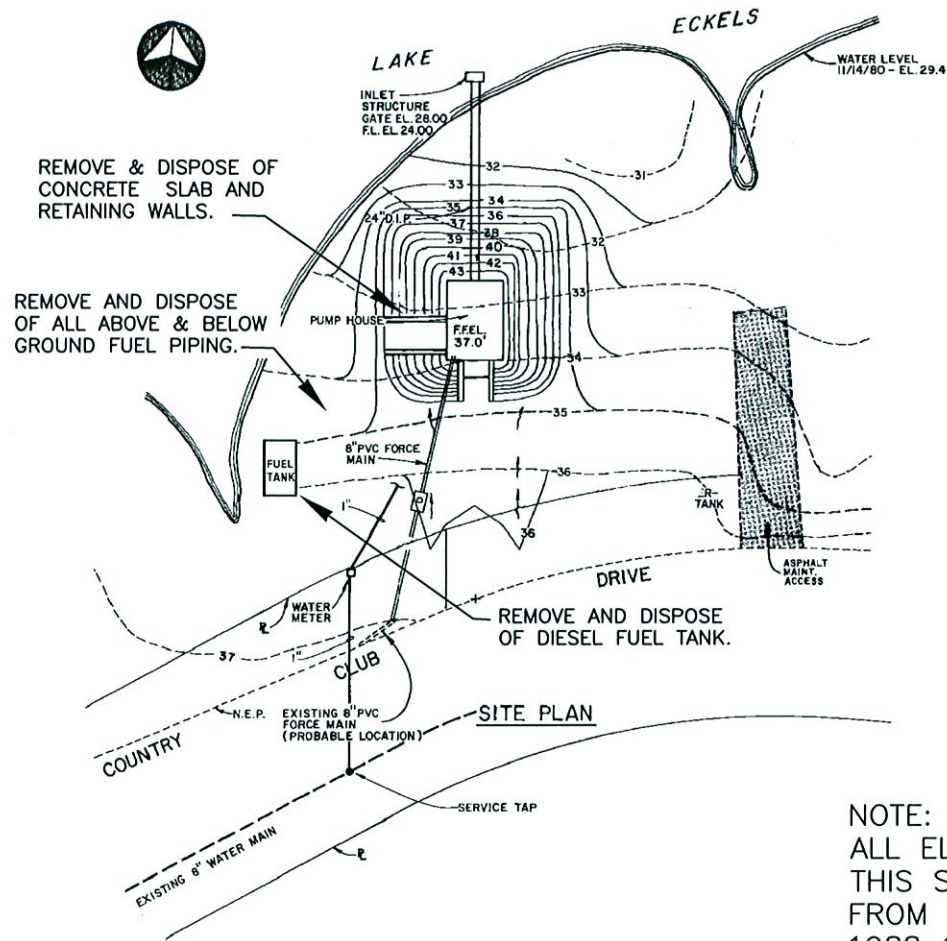 LAKE ECKELS
WATER LEVEL
11/14/80 - EL. 29.4
INLET
STRUCTURE
GATE EL. 28.00
F.L. EL. 24.00
REMOVE & DISPOSE OF
CONCRETE SLAB AND
RETAINING WALLS.
31
32
33
34
35
36
24" D.I.P.
37
38
39
40
41
42
43
32
33
REMOVE AND DISPOSE
OF ALL ABOVE & BELOW
GROUND FUEL PIPING.
PUMP HOUSE
F.F.EL.
37.0'
34
35
8" PVC FORCE
MAIN
FUEL
TANK
36
1"
36
TANK
ASPHALT
MAINT.
ACCESS
WATER
METER
REMOVE AND DISPOSE
OF DIESEL FUEL TANK.
37
1"
COUNTRY CLUB DRIVE
N.E.P.
EXISTING 8" PVC
FORCE MAIN
(PROBABLE LOCATION)
SITE PLAN
SERVICE TAP
EXISTING 8" WATER MAIN
NOTE:
ALL EL
THIS S
FROM